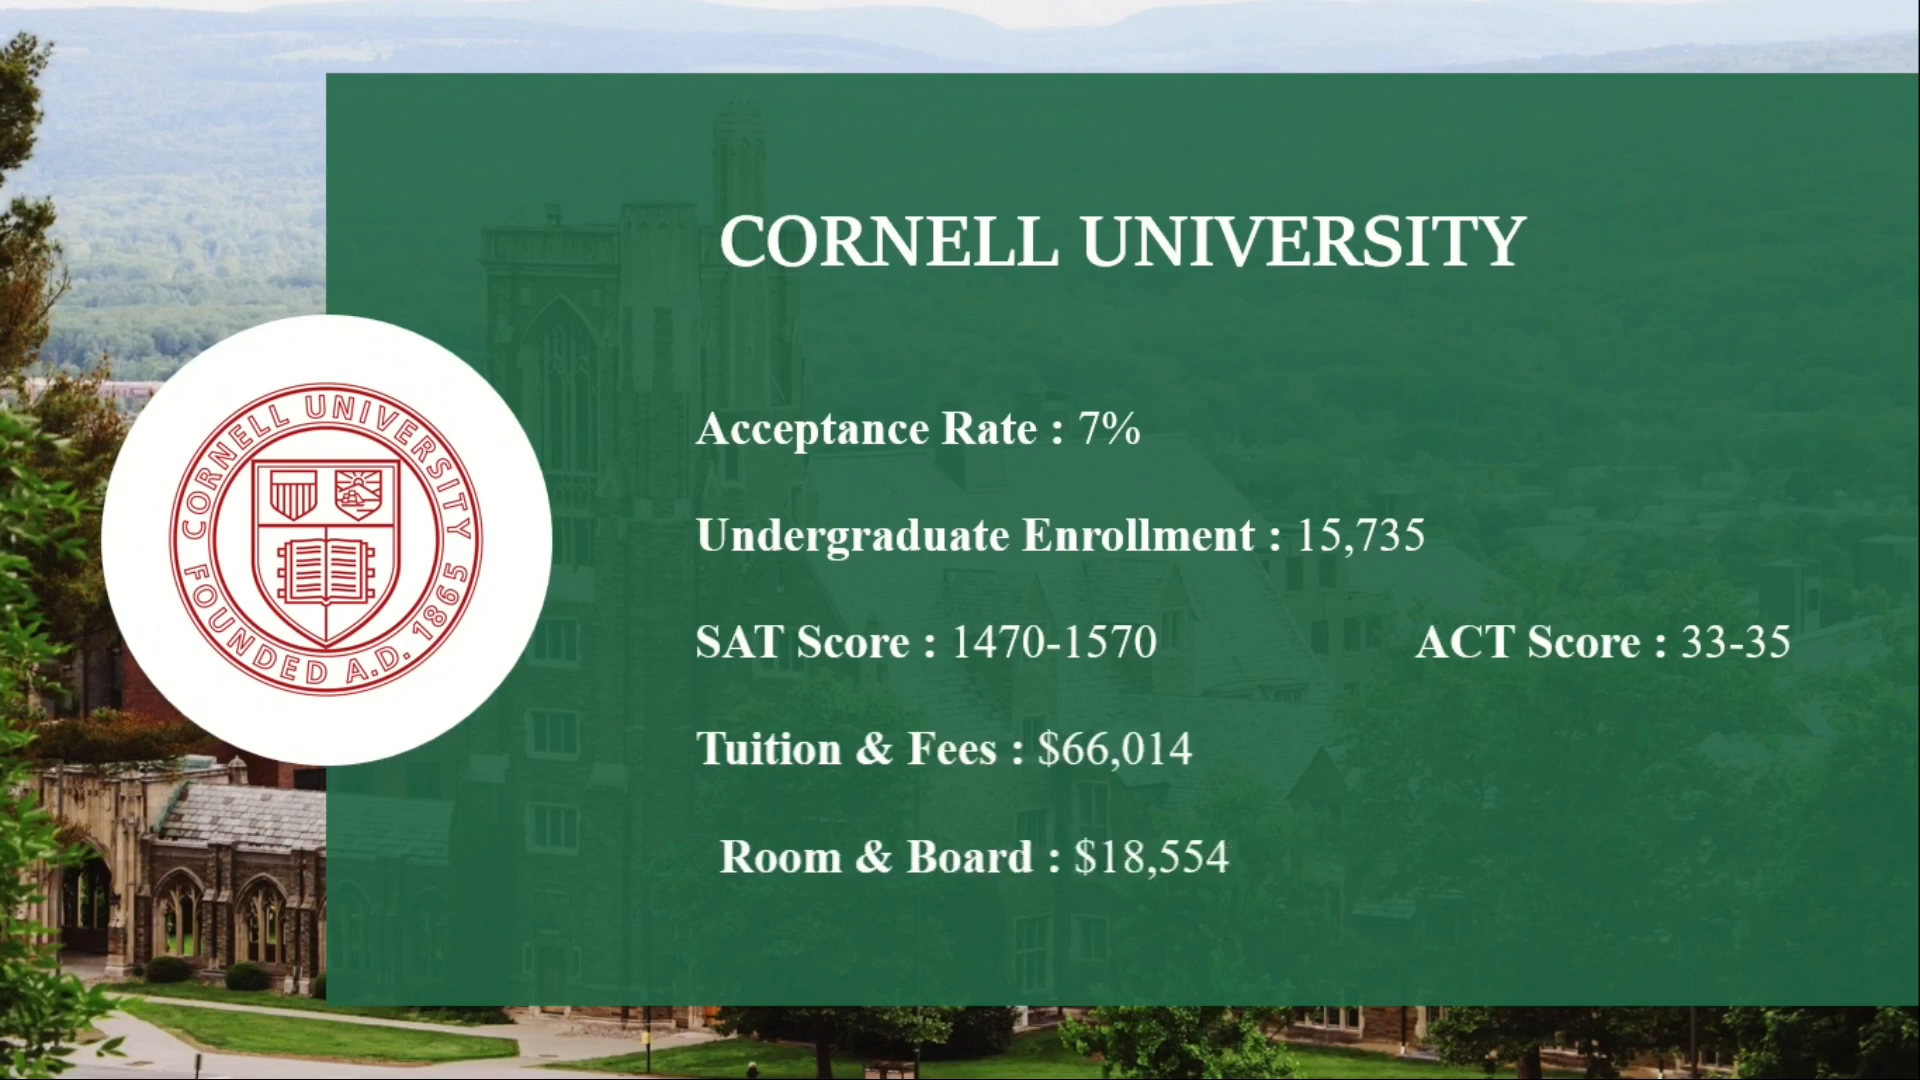 CORNELL UNIVERSITY
CORNELL UNIVERSITY
FOUNDED A.D. 1865
Acceptance Rate : 7%
Undergraduate Enrollment : 15,735
SAT Score : 1470-1570 ACT Score : 33-35
Tuition & Fees : $66,014
Room & Board : $18,554